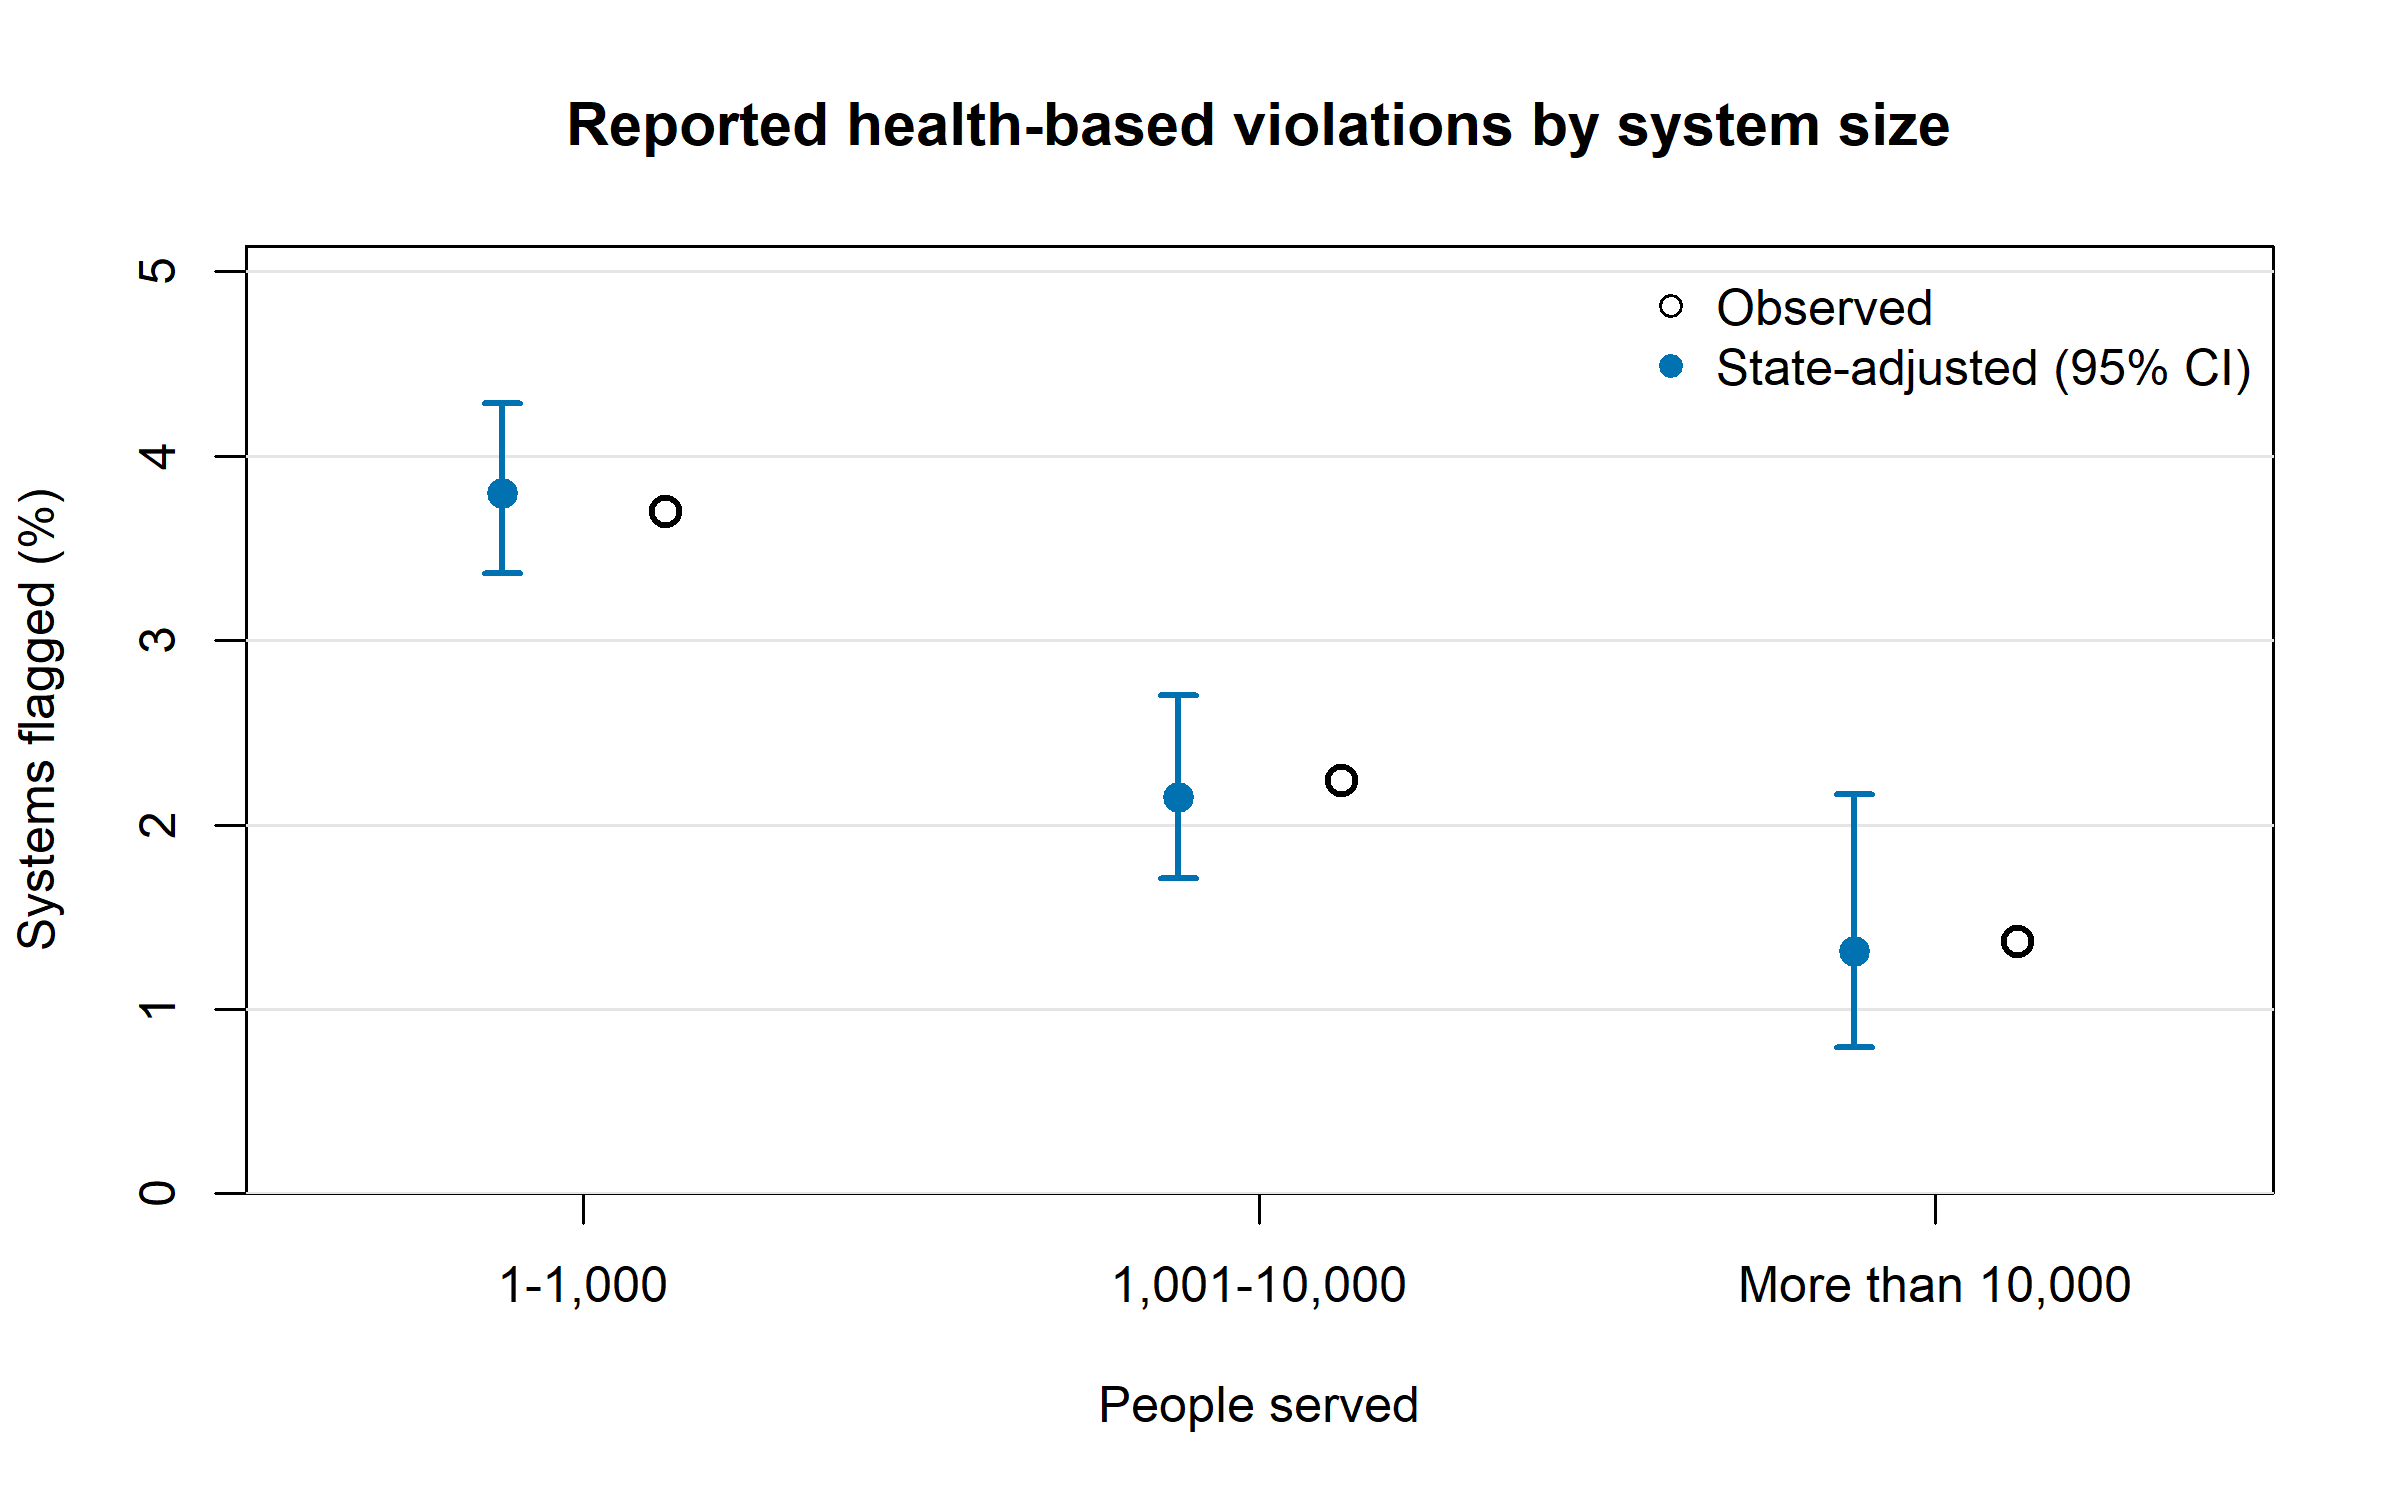 Reported health-based violations by system size
Observed
State-adjusted (95% CI)
Systems flagged (%)
5
4
3
2
1
0
1-1,000
1,001-10,000
More than 10,000
People served